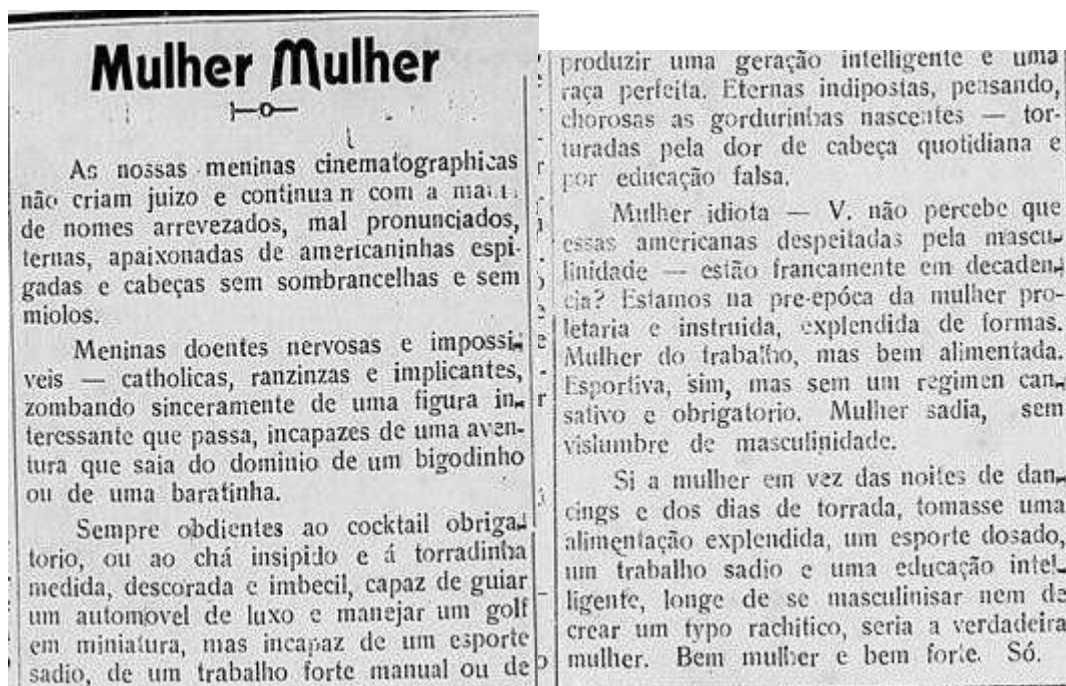 Mulher Mulher
As nossas meninas cinematographicas
não criam juizo e continuan com a
de nomes arrevezados, mal pronunciados,
ternas, apaixonadas de americaninhas espi-
gadas e cabeças sem sombrancelhas e sem
miolos.
Meninas doentes nervosas e impossi-
veis — catholicas, ranzinzas e implicantes,
zombando sinceramente de uma figura in-
teressante que passa, incapazes de uma aven-
tura que saia do dominio de um bigodinho
ou de uma baratinha.
Sempre obdientes ao cocktail obriga-
torio, ou ao chá insipido e á torradinha
medida, descorada e imbecil, capaz de guiar
um automovel de luxo e manejar um golf
em miniatura, mas incapaz de um esporte
sadio, de um trabalho forte manual ou de
produzir uma geração intelligente e uma
raça perfeita. Eternas indipostas, pensando,
chorosas as gordurinhas nascentes — tor-
turadas pela dor de cabeça quotidiana e
por educação falsa.
Mulher idiota — V. não percebe que
essas americanas despeitadas pela mascu-
linidade — estão francamente em decaden-
cia? Estamos na pre-epóca da mulher pro-
letaria e instruida, explendida de formas.
Mulher do trabalho, mas bem alimentada.
Esportiva, sim, mas sem um regimen can-
sativo e obrigatorio. Mulher sadia, sem
vislumbre de masculinidade.
Si a mulher em vez das noites de dan-
cings e dos dias de torrada, tomasse uma
alimentação explendida, um esporte dosado,
um trabalho sadio e uma educação intel-
ligente, longe de se masculinisar nem de
crear um typo rachitico, seria a verdadeira
mulher. Bem mulher e bem forte. Só.